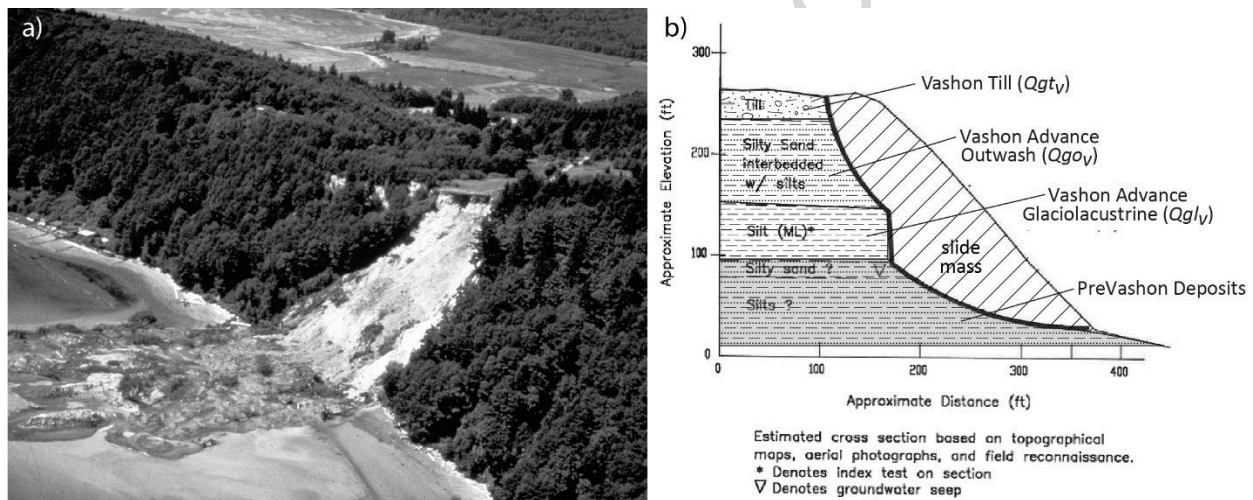 a)
b)
Approximate Elevation (ft)
300
200
100
0
Till
Silty Sand
interbedded
w/ silts
Silt (ML)*
Silty sand ?
Silts ?
slide
mass
Vashon Till (Qgtv)
Vashon Advance
Outwash (Qgov)
Vashon Advance
Glaciolacustrine (Qglv)
PreVashon Deposits
0
100
200
300
400
Approximate Distance (ft)
Estimated cross section based on topographical
maps, aerial photographs, and field reconnaissance.
* Denotes index test on section
▽ Denotes groundwater seep